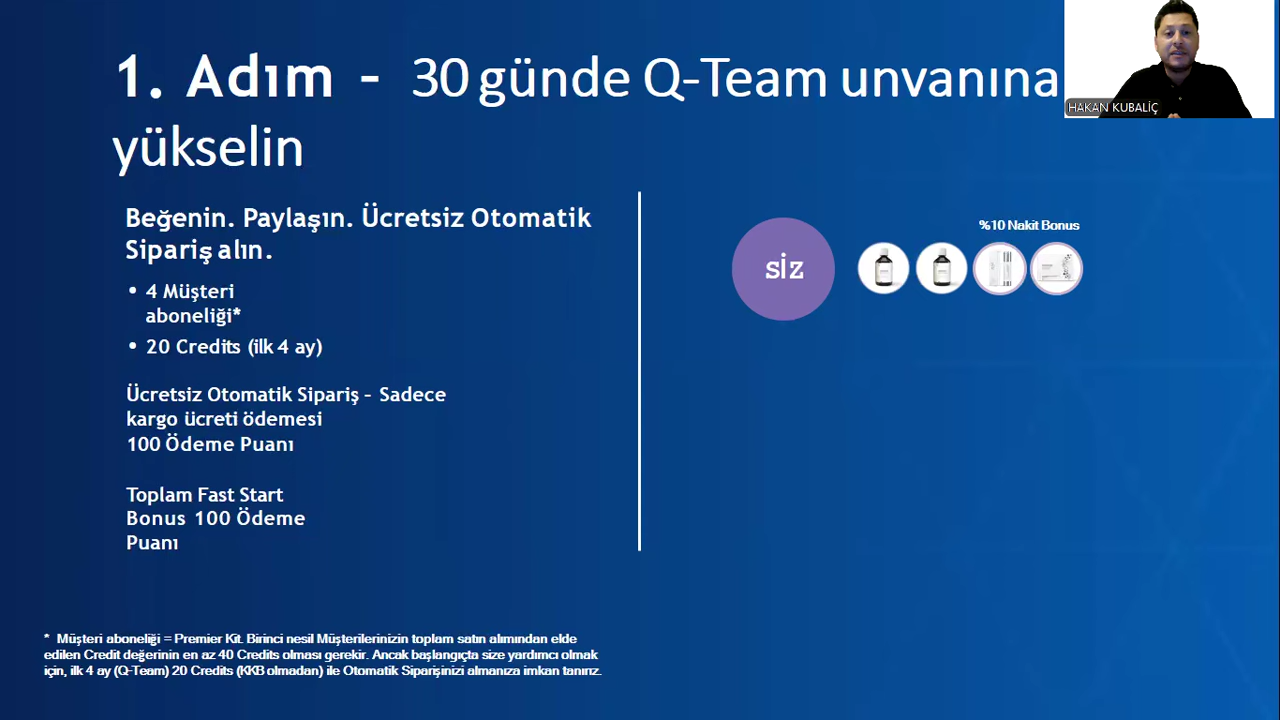 1. Adım - 30 günde Q-Team unvanına
yükselin
HAKAN KUBALİÇ
Beğenin. Paylaşın. Ücretsiz Otomatik
Sipariş alın.
• 4 Müşteri
aboneliği*
• 20 Credits (ilk 4 ay)
Ücretsiz Otomatik Sipariş – Sadece
kargo ücreti ödemesi
100 Ödeme Puanı
Toplam Fast Start
Bonus 100 Ödeme
Puanı
%10 Nakit Bonus
siz
* Müşteri aboneliği = Premier Kit. Birinci nesil Müşterilerinizin toplam satın alımından elde
edilen Credit değerinin en az 40 Credits olması gerekir. Ancak başlangıçta size yardımcı olmak
için, ilk 4 ay (Q-Team) 20 Credits (KKB olmadan) ile Otomatik Siparişinizi almanıza imkan tanırız.